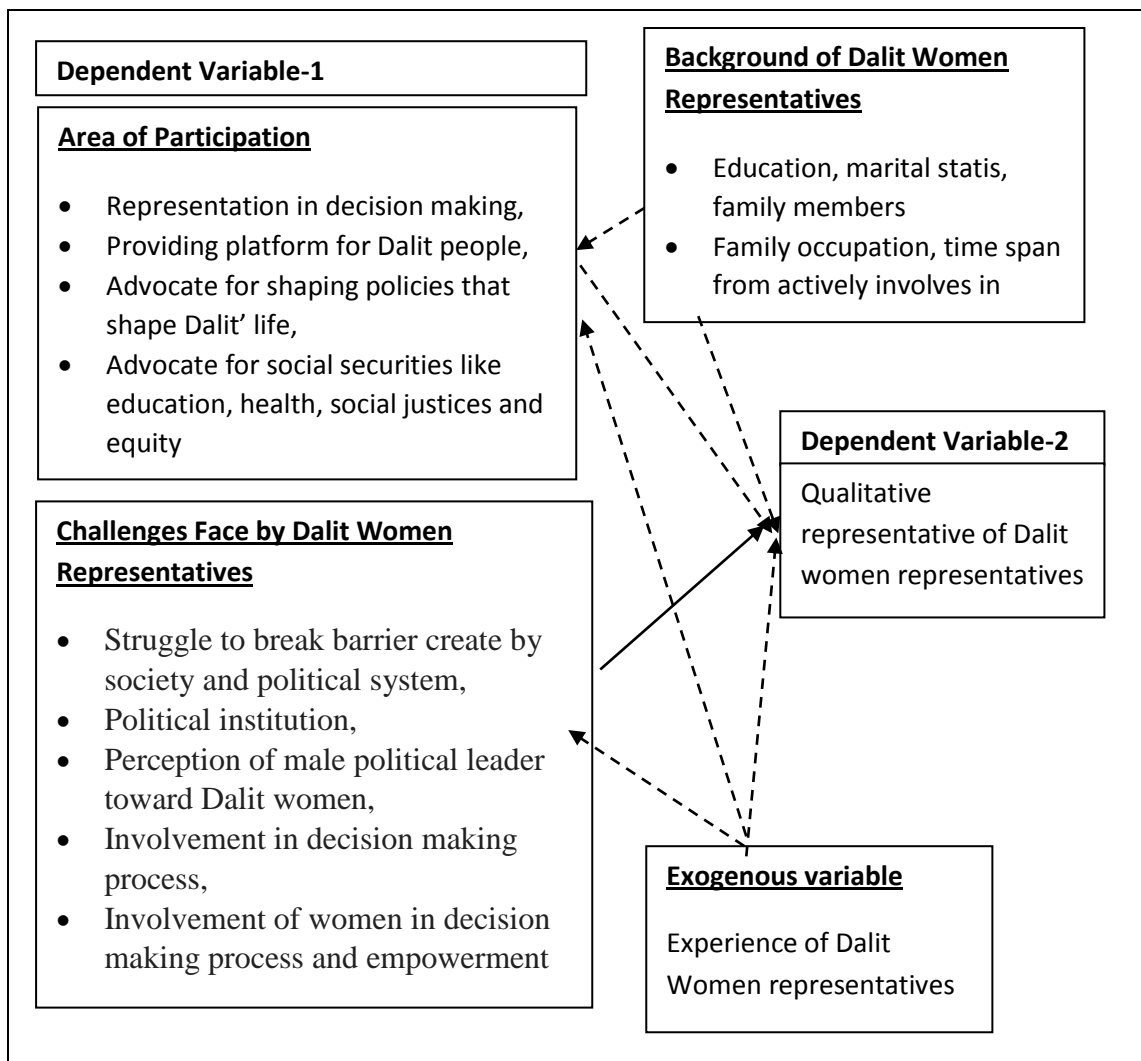 Dependent Variable-1
Area of Participation
• Representation in decision making,
• Providing platform for Dalit people,
• Advocate for shaping policies that
shape Dalit’ life,
• Advocate for social securities like
education, health, social justices and
equity
Background of Dalit Women
Representatives
• Education, marital statis,
family members
• Family occupation, time span
from actively involves in
Dependent Variable-2
Qualitative
representative of Dalit
women representatives
Challenges Face by Dalit Women
Representatives
• Struggle to break barrier create by
society and political system,
• Political institution,
• Perception of male political leader
toward Dalit women,
• Involvement in decision making
process,
• Involvement of women in decision
making process and empowerment
Exogenous variable
Experience of Dalit
Women representatives